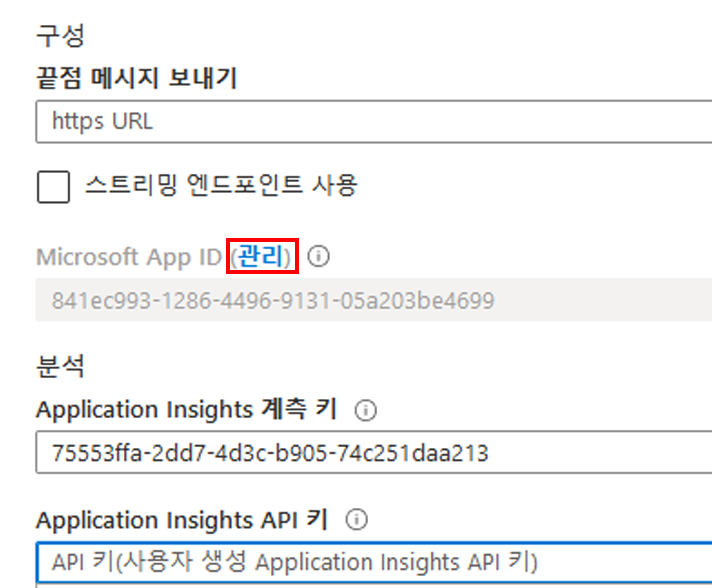 구성
끝점 메시지 보내기
https URL
스트리밍 엔드포인트 사용
Microsoft App ID (관리)
841ec993-1286-4496-9131-05a203be4699
분석
Application Insights 계측 키
75553ffa-2dd7-4d3c-b905-74c251daa213
Application Insights API 키
API 키(사용자 생성 Application Insights API 키)